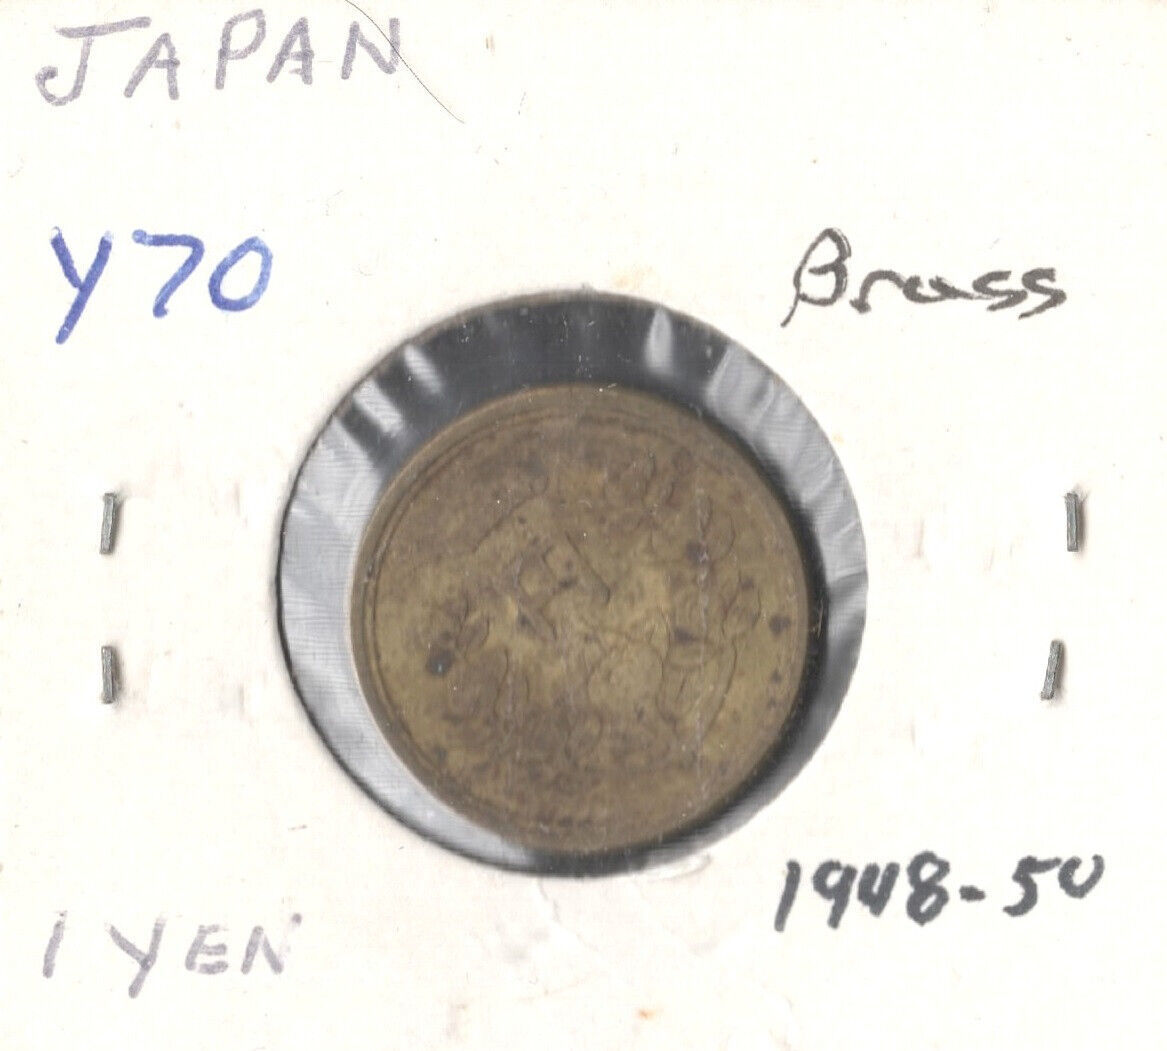 JAPAN
Y70
Brass
1 YEN
1948-50